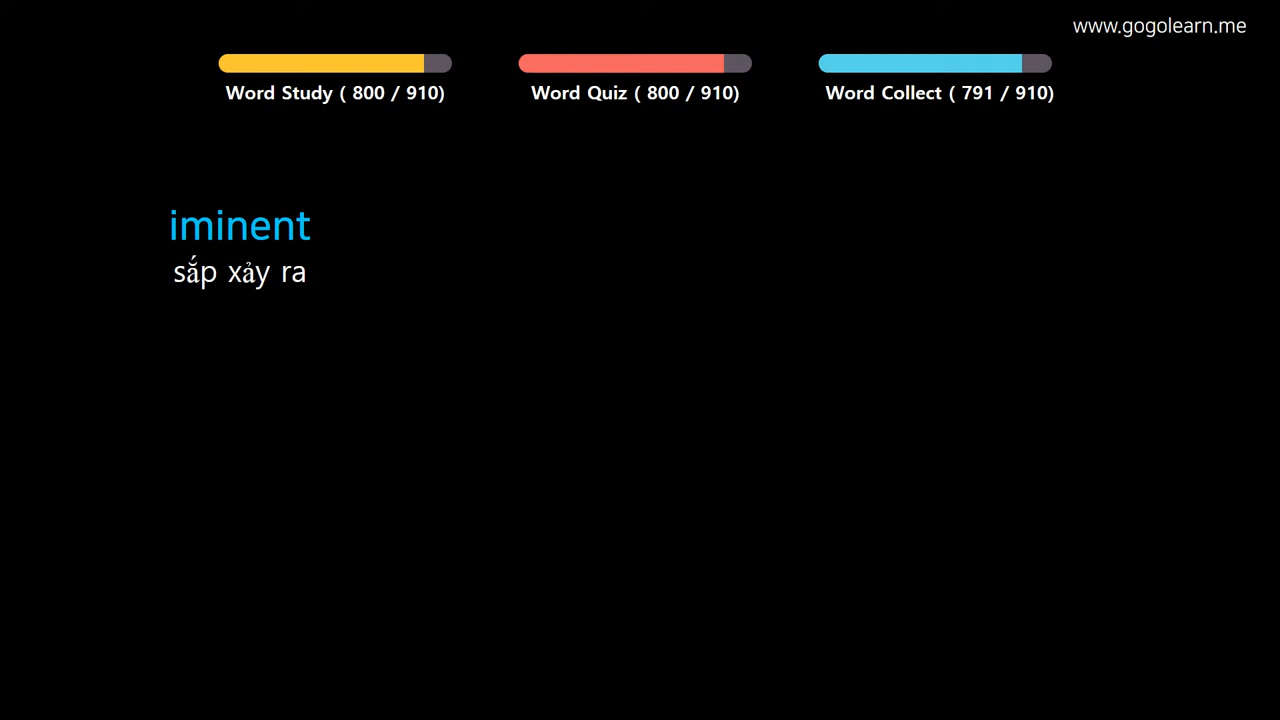 www.gogolearn.me
Word Study ( 800 / 910)
Word Quiz ( 800 / 910)
Word Collect ( 791 / 910)
iminent
sắp xảy ra